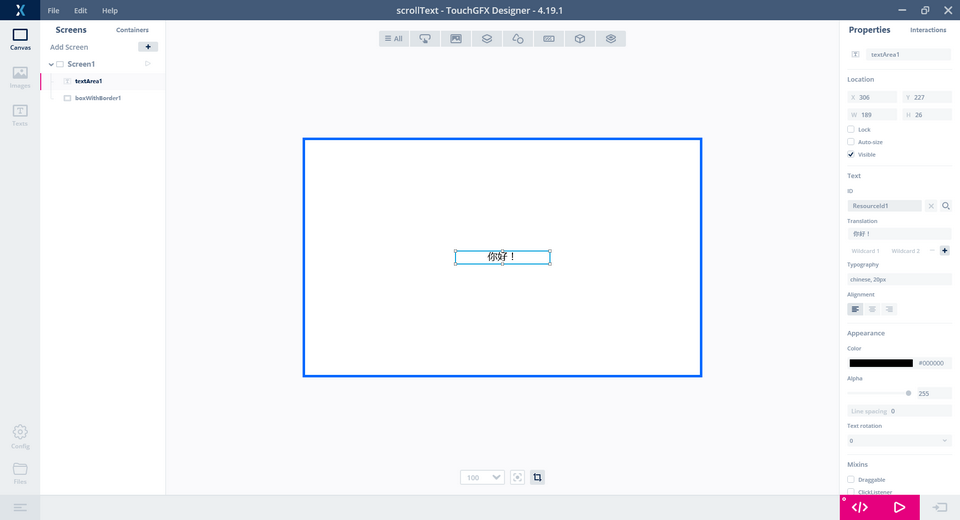 File Edit Help
scrollText - TouchGFX Designer - 4.19.1
Canvas
Images
Texts
Config
Files
Screens Containers
Add Screen +
Screen1
textArea1
boxWithBorder1
All
你好！
100
Properties Interactions
textArea1
Location
X 306 Y 227
W 189 H 26
Lock
Auto-size
Visible
Text
ID
ResourceId1
Translation
你好！
Wildcard 1 Wildcard 2
Typography
chinese, 20px
Alignment
Appearance
Color
#000000
Alpha
255
Line spacing 0
Text rotation
0
Mixins
Draggable
ClickListener